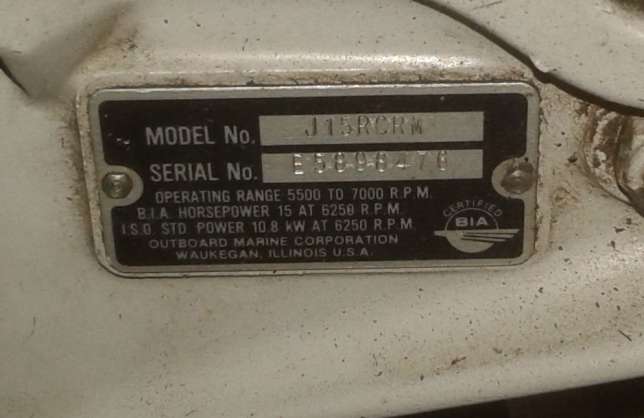 MODEL No. J15RCRM
SERIAL No. E5898476
OPERATING RANGE 5500 TO 7000 R.P.M.
B.I.A. HORSEPOWER 15 AT 6250 R.P.M.
I.S.O. STD. POWER 10.8 kW AT 6250 R.P.M.
OUTBOARD MARINE CORPORATION
WAUKEGAN, ILLINOIS U.S.A.
CERTIFIED
BIA